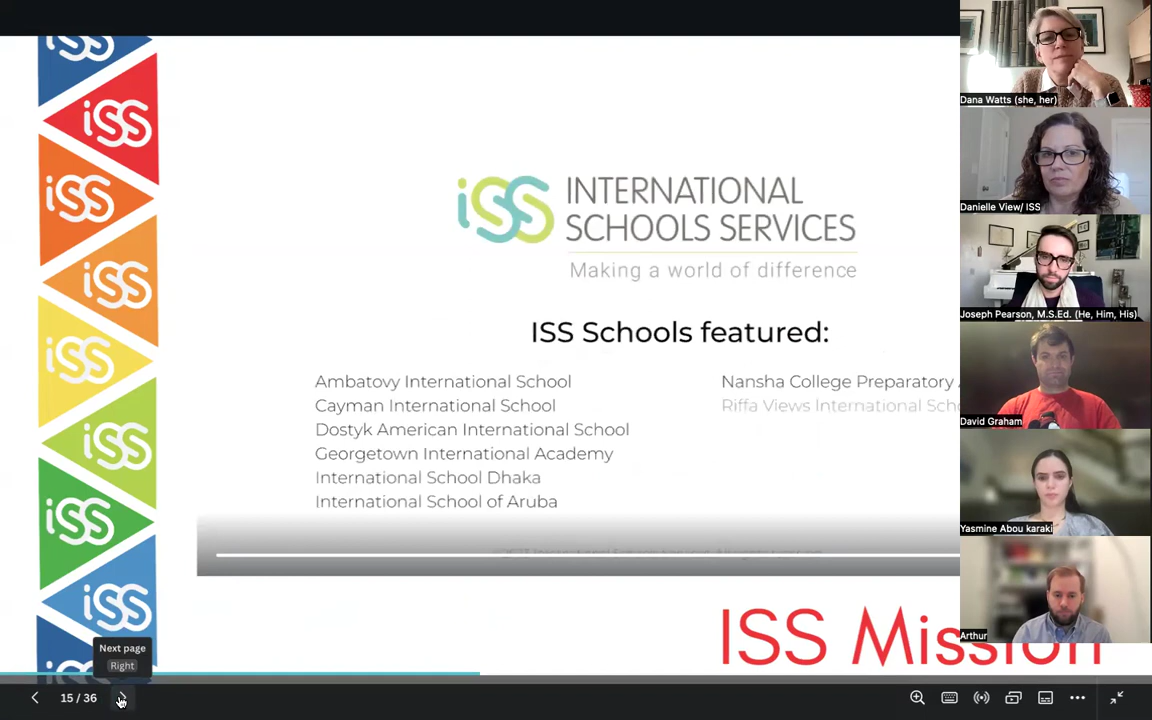 iSS
iSS
iSS
iSS
iSS
iSS
iSS
iSS
iSS
iSS INTERNATIONAL
SCHOOLS SERVICES
Making a world of difference
ISS Schools featured:
Ambatovy International School
Cayman International School
Dostyk American International School
Georgetown International Academy
International School Dhaka
International School of Aruba
Nansha College Preparatory
Riffa Views International
ISS Mission
Next page
Right
15 / 36
Dana Watts (she, her)
Danielle View/ ISS
Joseph Pearson, M.S.Ed. (He, Him, His)
David Graham
Yasmine Abou karaki
Arthur